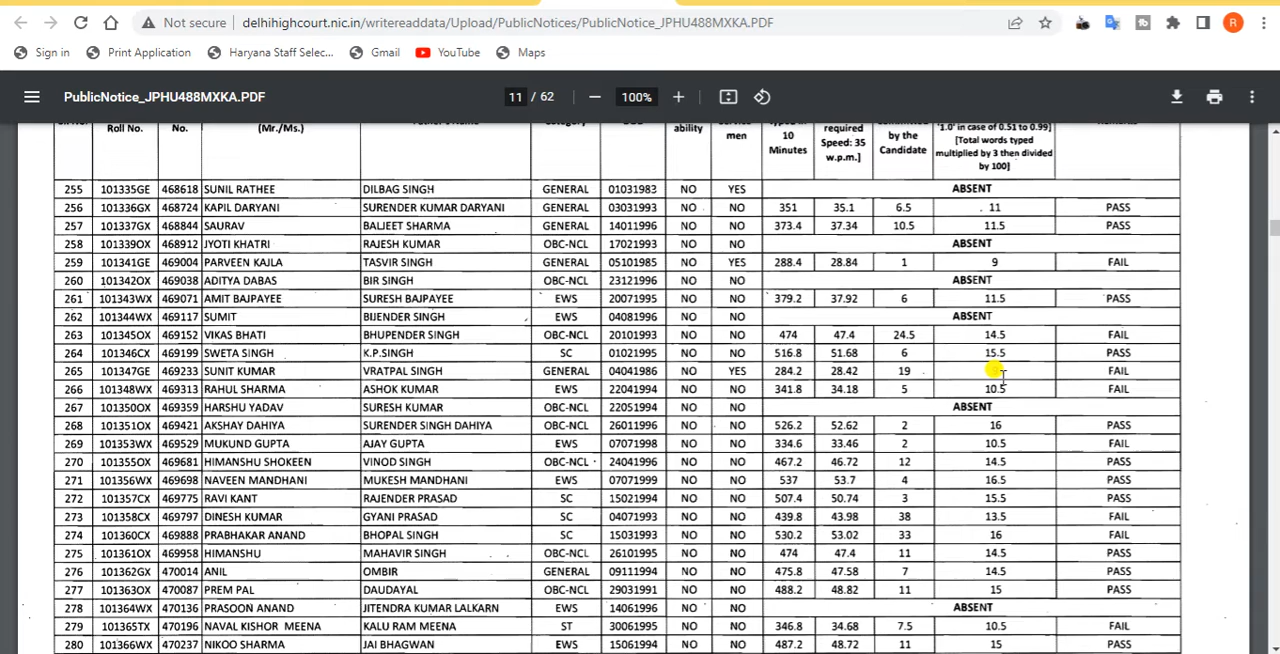 Not secure | delhihighcourt.nic.in/writereaddata/Upload/PublicNotices/PublicNotice_JPHU488MXKA.PDF R
Sign in Print Application Haryana Staff Selec... Gmail YouTube Maps
PublicNotice_JPHU488MXKA.PDF 11 / 62 100%
Roll No. No. (Mr./Ms.) ability men 10 Minutes required Speed: 35 w.p.m.] by the Candidate '1.0' in case of 0.51 to 0.99] [Total words typed multiplied by 3 then divided by 100]
255 101335GE 468618 SUNIL RATHEE DILBAG SINGH GENERAL 01031983 NO YES ABSENT
256 101336GX 468724 KAPIL DARYANI SURENDER KUMAR DARYANI GENERAL 03031993 NO NO 351 35.1 6.5 11 PASS
257 101337GX 468844 SAURAV BALJEET SHARMA GENERAL 14011996 NO NO 373.4 37.34 10.5 11.5 PASS
258 101339OX 468912 JYOTI KHATRI RAJESH KUMAR OBC-NCL 17021993 NO NO ABSENT
259 101341GE 469004 PARVEEN KAJLA TASVIR SINGH GENERAL 05101985 NO YES 288.4 28.84 1 9 FAIL
260 101342OX 469038 ADITYA DABAS BIR SINGH OBC-NCL 23121996 NO NO ABSENT
261 101343WX 469071 AMIT BAJPAYEE SURESH BAJPAYEE EWS 20071995 NO NO 379.2 37.92 6 11.5 PASS
262 101344WX 469117 SUMIT BIJENDER SINGH EWS 04081996 NO NO ABSENT
263 101345OX 469152 VIKAS BHATI BHUPENDER SINGH OBC-NCL 20101993 NO NO 474 47.4 24.5 14.5 FAIL
264 101346CX 469199 SWETA SINGH K.P.SINGH SC 01021995 NO NO 516.8 51.68 6 15.5 PASS
265 101347GE 469233 SUNIT KUMAR VRATPAL SINGH GENERAL 04041986 NO YES 284.2 28.42 19 FAIL
266 101348WX 469313 RAHUL SHARMA ASHOK KUMAR EWS 22041994 NO NO 341.8 34.18 5 10.5 FAIL
267 101350OX 469359 HARSHU YADAV SURESH KUMAR OBC-NCL 22051994 NO NO ABSENT
268 101351OX 469421 AKSHAY DAHIYA SURENDER SINGH DAHIYA OBC-NCL 26011996 NO NO 526.2 52.62 2 16 PASS
269 101353WX 469529 MUKUND GUPTA AJAY GUPTA EWS 07071998 NO NO 334.6 33.46 2 10.5 FAIL
270 101355OX 469681 HIMANSHU SHOKEEN VINOD SINGH OBC-NCL 24041996 NO NO 467.2 46.72 12 14.5 PASS
271 101356WX 469698 NAVEEN MANDHANI MUKESH MANDHANI EWS 07071999 NO NO 537 53.7 4 16.5 PASS
272 101357CX 469775 RAVI KANT RAJENDER PRASAD SC 15021994 NO NO 507.4 50.74 3 15.5 PASS
273 101358CX 469797 DINESH KUMAR GYANI PRASAD SC 04071993 NO NO 439.8 43.98 38 13.5 FAIL
274 101360CX 469888 PRABHAKAR ANAND BHOPAL SINGH SC 15031993 NO NO 530.2 53.02 33 16 FAIL
275 101361OX 469958 HIMANSHU MAHAVIR SINGH OBC-NCL 26101995 NO NO 474 47.4 11 14.5 PASS
276 101362GX 470014 ANIL OMBIR GENERAL 09111994 NO NO 475.8 47.58 7 14.5 PASS
277 101363OX 470087 PREM PAL DAUDAYAL OBC-NCL 29031991 NO NO 488.2 48.82 11 15 PASS
278 101364WX 470136 PRASOON ANAND JITENDRA KUMAR LALKARN EWS 14061996 NO NO ABSENT
279 101365TX 470196 NAVAL KISHOR MEENA KALU RAM MEENA ST 30061995 NO NO 346.8 34.68 7.5 10.5 FAIL
280 101366WX 470237 NIKOO SHARMA JAI BHAGWAN EWS 15061994 NO NO 487.2 48.72 11 15 PASS